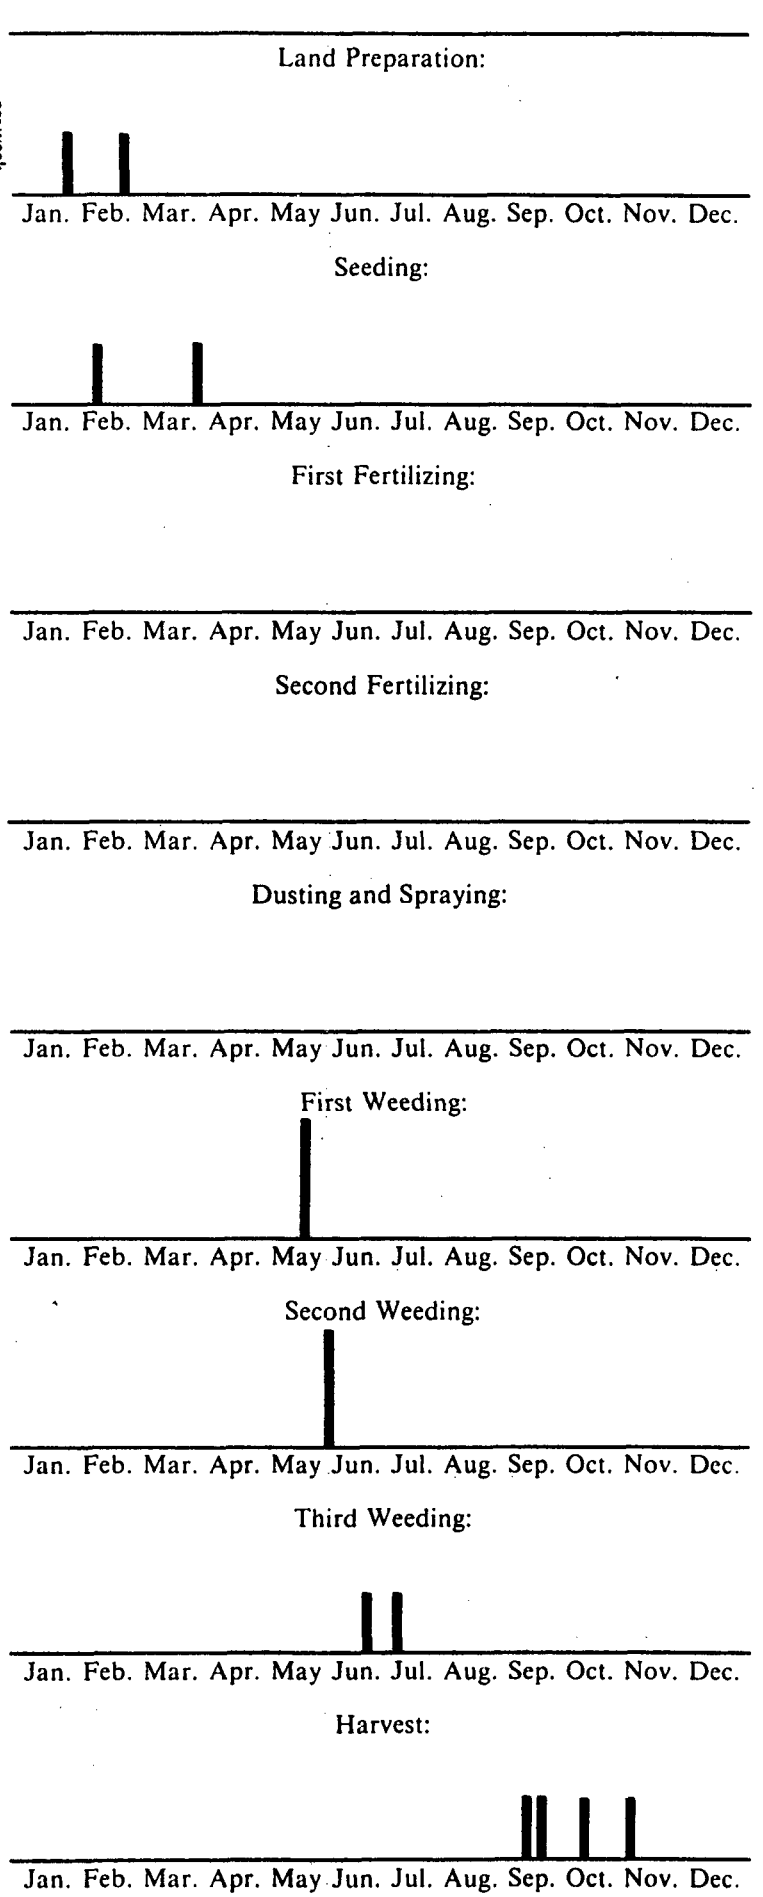 Land Preparation:
Jan. Feb. Mar. Apr. May Jun. Jul. Aug. Sep. Oct. Nov. Dec.
Seeding:
Jan. Feb. Mar. Apr. May Jun. Jul. Aug. Sep. Oct. Nov. Dec.
First Fertilizing:
Jan. Feb. Mar. Apr. May Jun. Jul. Aug. Sep. Oct. Nov. Dec.
Second Fertilizing:
Jan. Feb. Mar. Apr. May Jun. Jul. Aug. Sep. Oct. Nov. Dec.
Dusting and Spraying:
Jan. Feb. Mar. Apr. May Jun. Jul. Aug. Sep. Oct. Nov. Dec.
First Weeding:
Jan. Feb. Mar. Apr. May Jun. Jul. Aug. Sep. Oct. Nov. Dec.
Second Weeding:
Jan. Feb. Mar. Apr. May Jun. Jul. Aug. Sep. Oct. Nov. Dec.
Third Weeding:
Jan. Feb. Mar. Apr. May Jun. Jul. Aug. Sep. Oct. Nov. Dec.
Harvest:
Jan. Feb. Mar. Apr. May Jun. Jul. Aug. Sep. Oct. Nov. Dec.